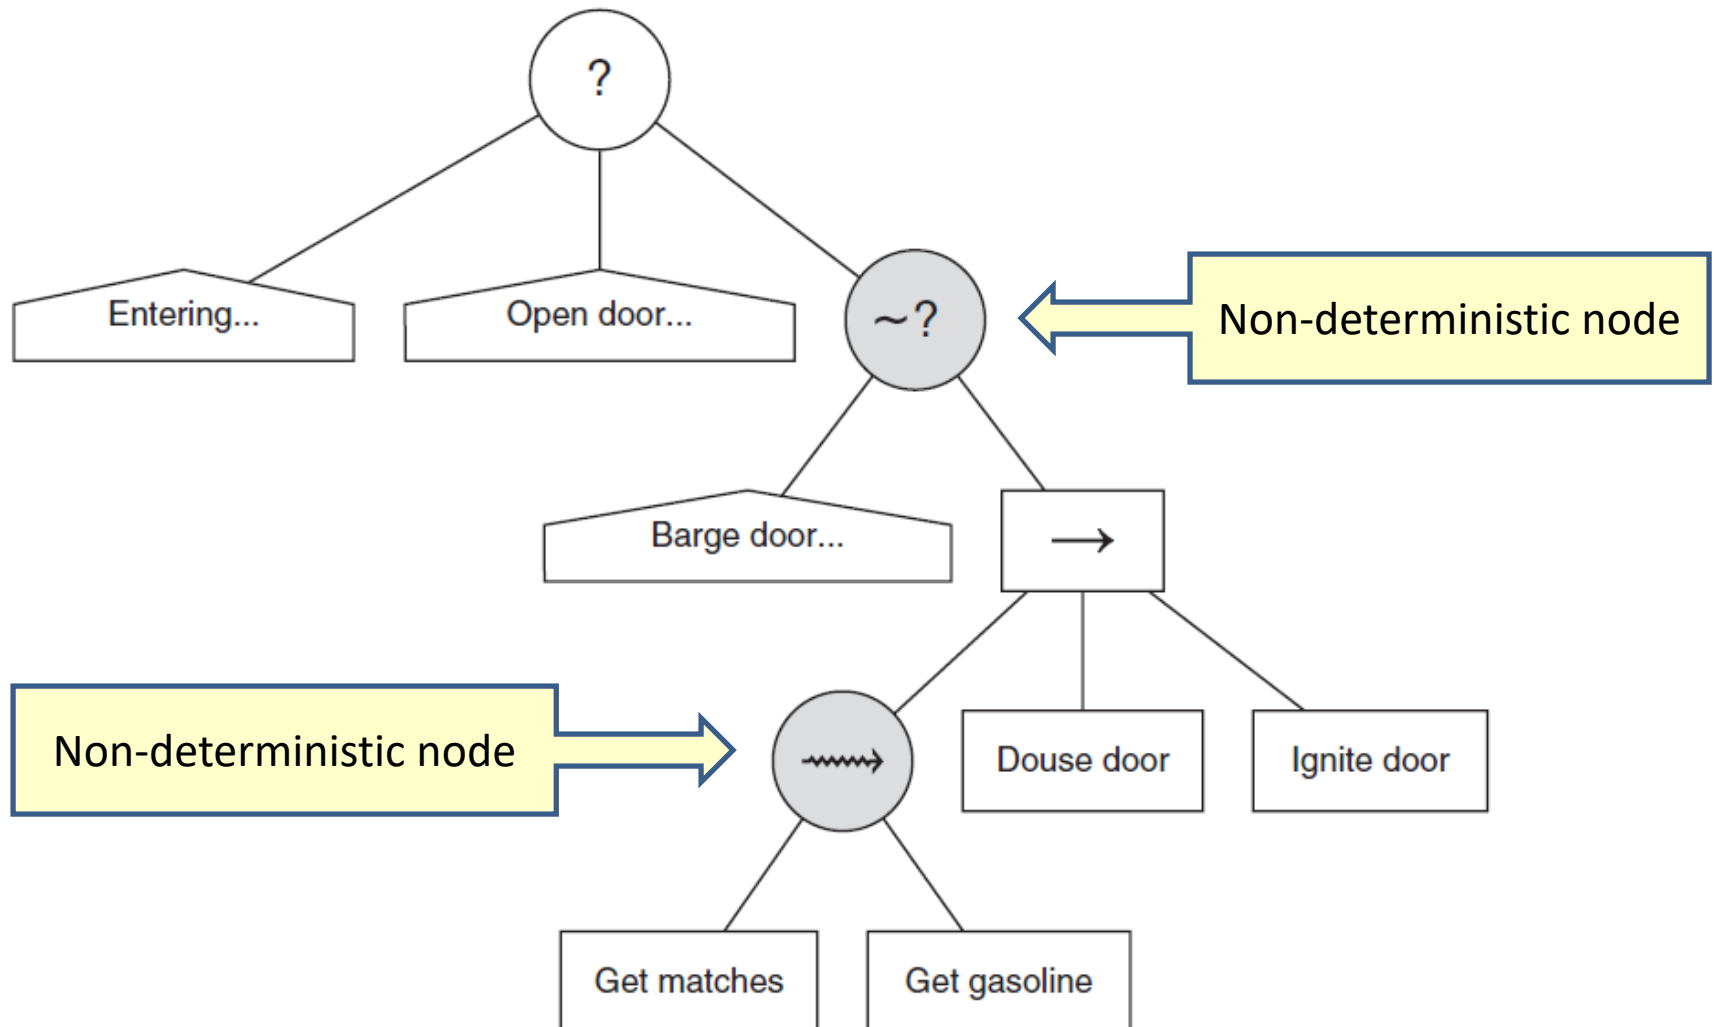 ?
Entering...
Open door...
~?
Non-deterministic node
Barge door...
→
Non-deterministic node
Douse door
Ignite door
Get matches
Get gasoline